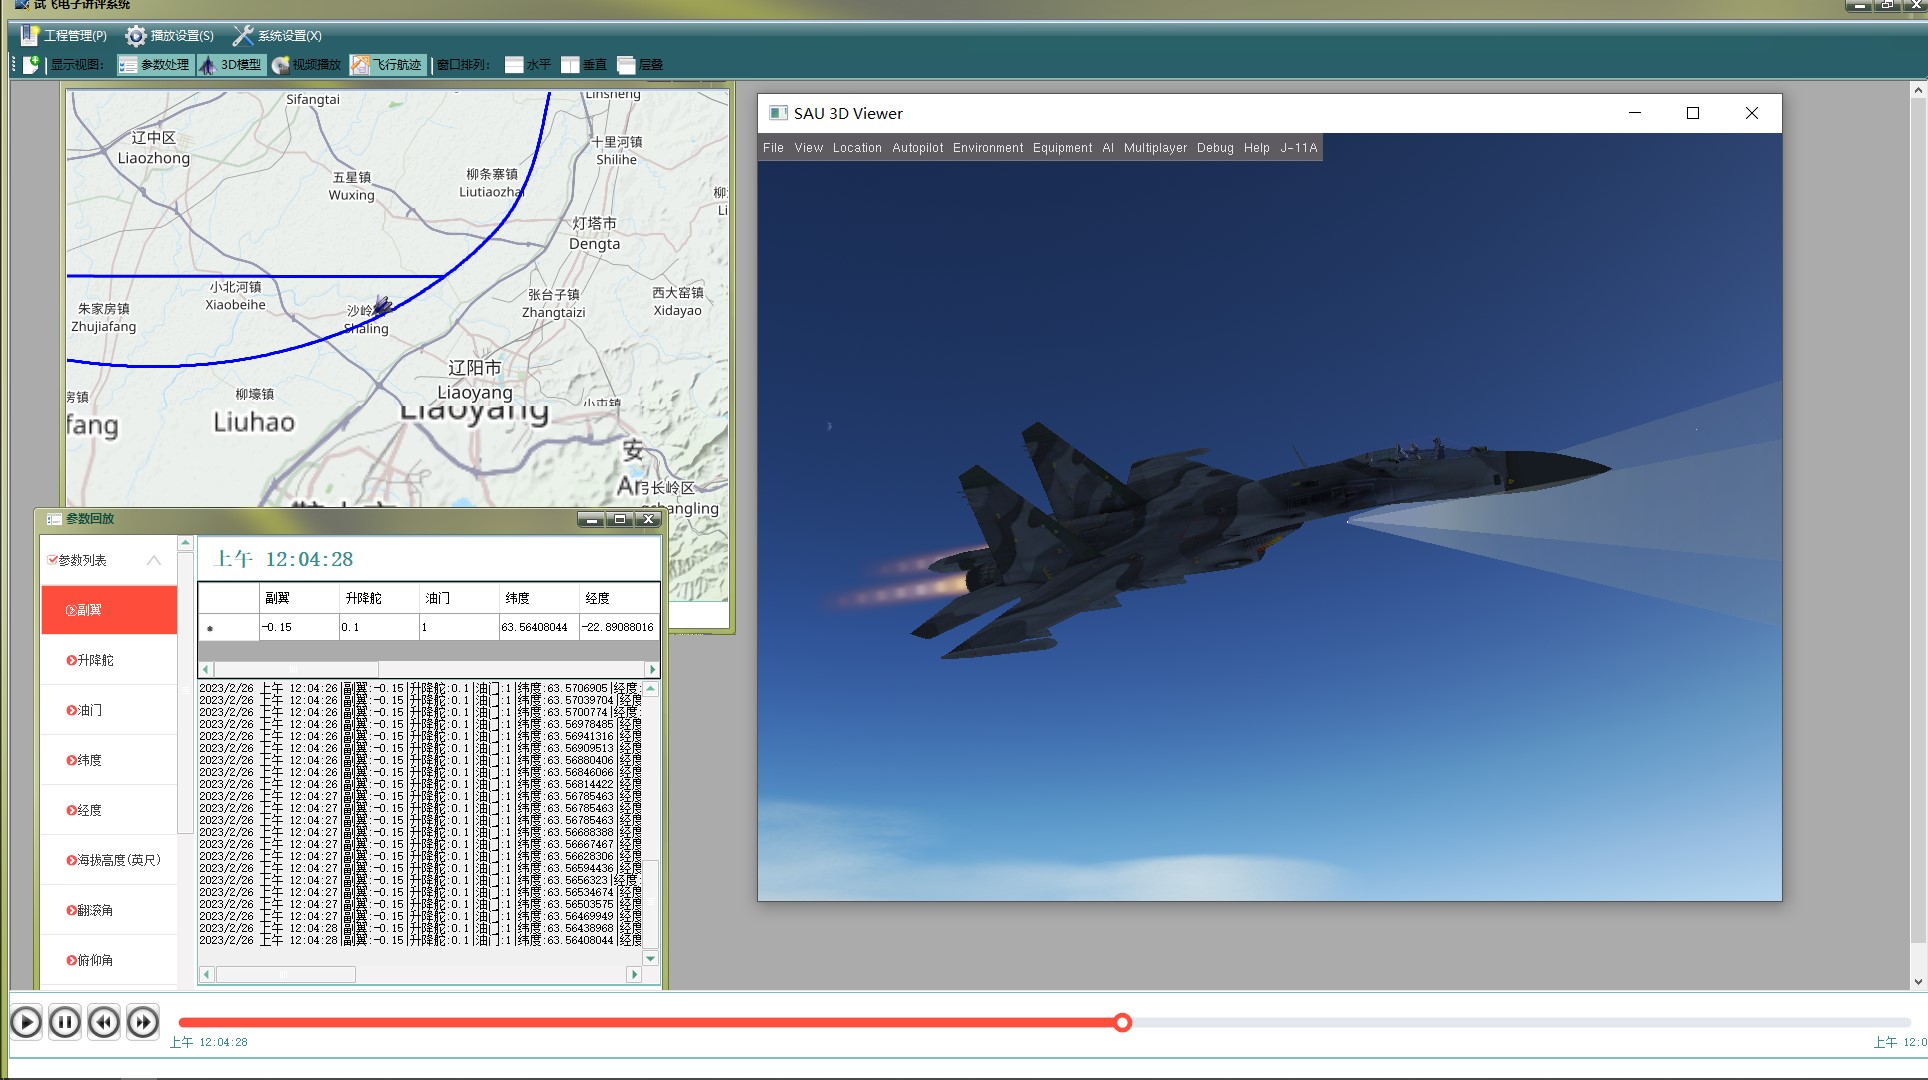 试飞电子讲评系统
工程管理(P) 播放设置(S) 系统设置(X)
显示视图: 参数处理 3D模型 视频播放 飞行航迹 窗口排列: 水平 垂直 层叠
Sifangtai
Linsheng
辽中区
Liaozhong
十里河镇
Shilihe
五星镇
Wuxing
柳条寨镇
Liutiaozhai
柳
Li
灯塔市
Dengta
小北河镇
Xiaobeihe
朱家房镇
Zhujiafang
沙岭
Shaling
张台子镇
Zhangtaizi
西大窑镇
Xidayao
辽阳市
Liaoyang
Liaoyang
房镇
fang
柳壕镇
Liuhao
小屯镇
安
An
弓长岭区
gchangling
SAU 3D Viewer
File View Location Autopilot Environment Equipment AI Multiplayer Debug Help J-11A
参数回放
参数列表
副翼
升降舵
油门
纬度
经度
海拔高度(英尺)
翻滚角
俯仰角
上午 12:04:28
副翼 升降舵 油门 纬度 经度
-0.15 0.1 1 63.56408044 -22.89088016
2023/2/26 上午 12:04:26|副翼:-0.15|升降舵:0.1|油门:1|纬度:63.5706905|经度:
2023/2/26 上午 12:04:26|副翼:-0.15|升降舵:0.1|油门:1|纬度:63.57039704|经度
2023/2/26 上午 12:04:26|副翼:-0.15|升降舵:0.1|油门:1|纬度:63.5700774|经度:
2023/2/26 上午 12:04:26|副翼:-0.15|升降舵:0.1|油门:1|纬度:63.56978485|经度
2023/2/26 上午 12:04:26|副翼:-0.15|升降舵:0.1|油门:1|纬度:63.56941316|经度
2023/2/26 上午 12:04:26|副翼:-0.15|升降舵:0.1|油门:1|纬度:63.56909513|经度
2023/2/26 上午 12:04:26|副翼:-0.15|升降舵:0.1|油门:1|纬度:63.56880406|经度
2023/2/26 上午 12:04:26|副翼:-0.15|升降舵:0.1|油门:1|纬度:63.56846066|经度
2023/2/26 上午 12:04:26|副翼:-0.15|升降舵:0.1|油门:1|纬度:63.56814422|经度
2023/2/26 上午 12:04:27|副翼:-0.15|升降舵:0.1|油门:1|纬度:63.56785463|经度
2023/2/26 上午 12:04:27|副翼:-0.15|升降舵:0.1|油门:1|纬度:63.56785463|经度
2023/2/26 上午 12:04:27|副翼:-0.15|升降舵:0.1|油门:1|纬度:63.56785463|经度
2023/2/26 上午 12:04:27|副翼:-0.15|升降舵:0.1|油门:1|纬度:63.56688388|经度
2023/2/26 上午 12:04:27|副翼:-0.15|升降舵:0.1|油门:1|纬度:63.56667467|经度
2023/2/26 上午 12:04:27|副翼:-0.15|升降舵:0.1|油门:1|纬度:63.56628306|经度
2023/2/26 上午 12:04:27|副翼:-0.15|升降舵:0.1|油门:1|纬度:63.56594436|经度
2023/2/26 上午 12:04:27|副翼:-0.15|升降舵:0.1|油门:1|纬度:63.5656323|经度:
2023/2/26 上午 12:04:27|副翼:-0.15|升降舵:0.1|油门:1|纬度:63.56534674|经度
2023/2/26 上午 12:04:27|副翼:-0.15|升降舵:0.1|油门:1|纬度:63.56503575|经度
2023/2/26 上午 12:04:27|副翼:-0.15|升降舵:0.1|油门:1|纬度:63.56469949|经度
2023/2/26 上午 12:04:28|副翼:-0.15|升降舵:0.1|油门:1|纬度:63.56438968|经度
2023/2/26 上午 12:04:28|副翼:-0.15|升降舵:0.1|油门:1|纬度:63.56408044|经度
上午 12:04:28
上午 12:0